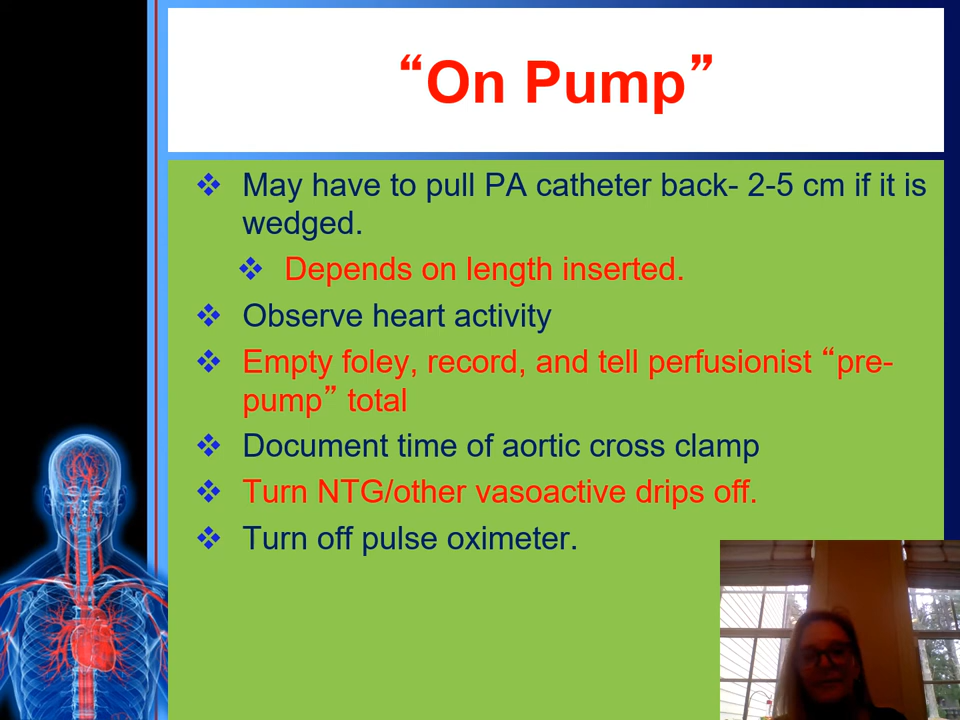 “On Pump”
May have to pull PA catheter back- 2-5 cm if it is
wedged.
Depends on length inserted.
Observe heart activity
Empty foley, record, and tell perfusionist “pre-
pump” total
Document time of aortic cross clamp
Turn NTG/other vasoactive drips off.
Turn off pulse oximeter.